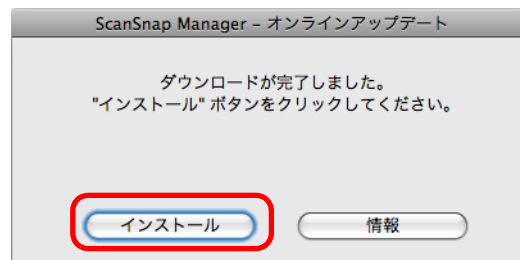 ScanSnap Manager – オンラインアップデート
ダウンロードが完了しました。
"インストール" ボタンをクリックしてください。
インストール
情報